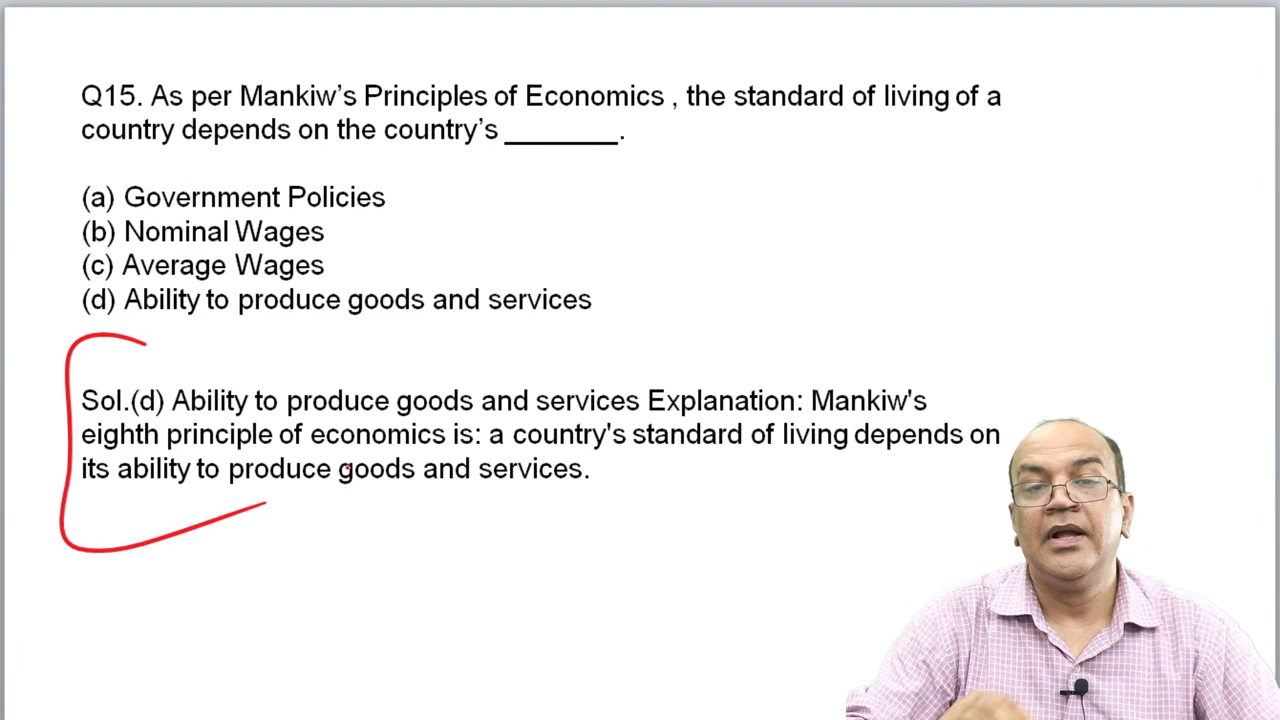 Q15. As per Mankiw’s Principles of Economics , the standard of living of a
country depends on the country’s ________.
(a) Government Policies
(b) Nominal Wages
(c) Average Wages
(d) Ability to produce goods and services
Sol.(d) Ability to produce goods and services Explanation: Mankiw's
eighth principle of economics is: a country's standard of living depends on
its ability to produce goods and services.